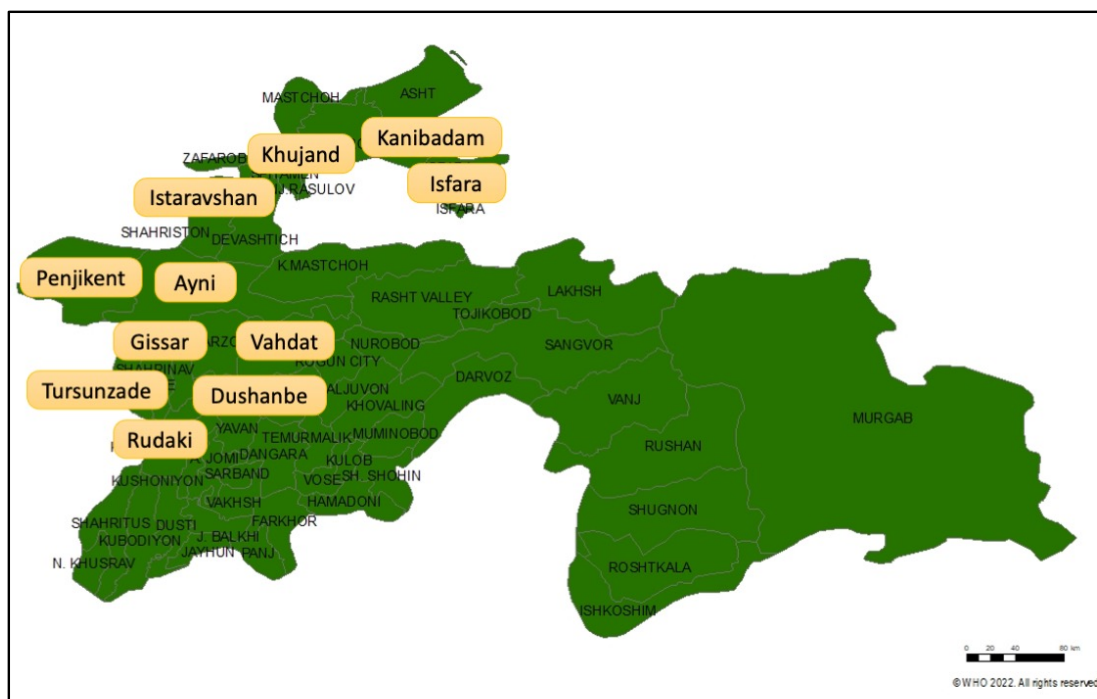 MASTCHOH
ASHT
Kanibadam
Khujand
ZAFAROB
J.RASULOV
Isfara
ISFARA
Istaravshan
SHAHRISTON
DEVASHTICH
K.MASTCHOH
Penjikent
Ayni
RASHT VALLEY
LAKHSH
TOJIKOBOD
Gissar
Vahdat
NUROBOD
SANGVOR
ROGUN CITY
SHAHRINAV
DARVOZ
Tursunzade
Dushanbe
KHOVALING
VANJ
MURGAB
Rudaki
YAVAN
TEMURMALIK
MUMINOBOD
RUSHAN
JOMI
DANGARA
KULOB
KUSHONIYON
SARBAND
VOSE
SH. SHOHIN
VAKHSH
HAMADONI
SHUGNON
SHAHRITUS
DUSTI
FARKHOR
KUBODIYON
J. BALKHI
N. KHUSRAV
JAYHUN
PANJ
ROSHTKALA
ISHKOSHIM
0 20 40 80 km
© WHO 2022. All rights reserved